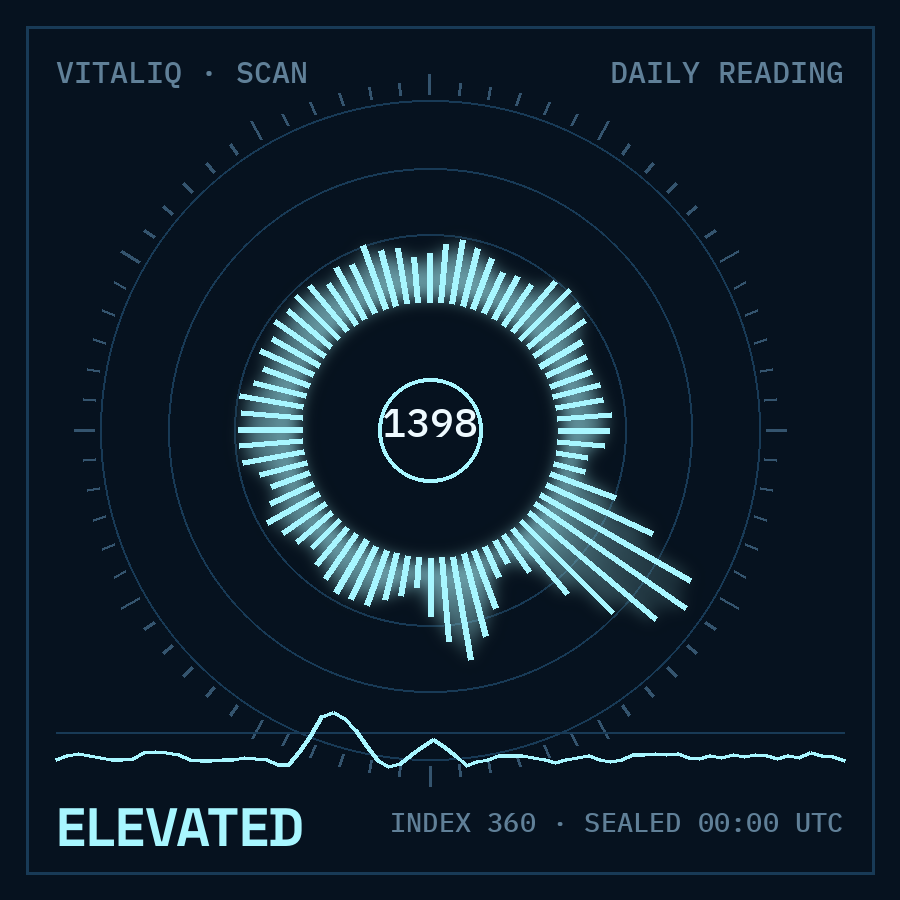 VITALIQ · SCAN
DAILY READING
1398
ELEVATED
INDEX 360 · SEALED 00:00 UTC